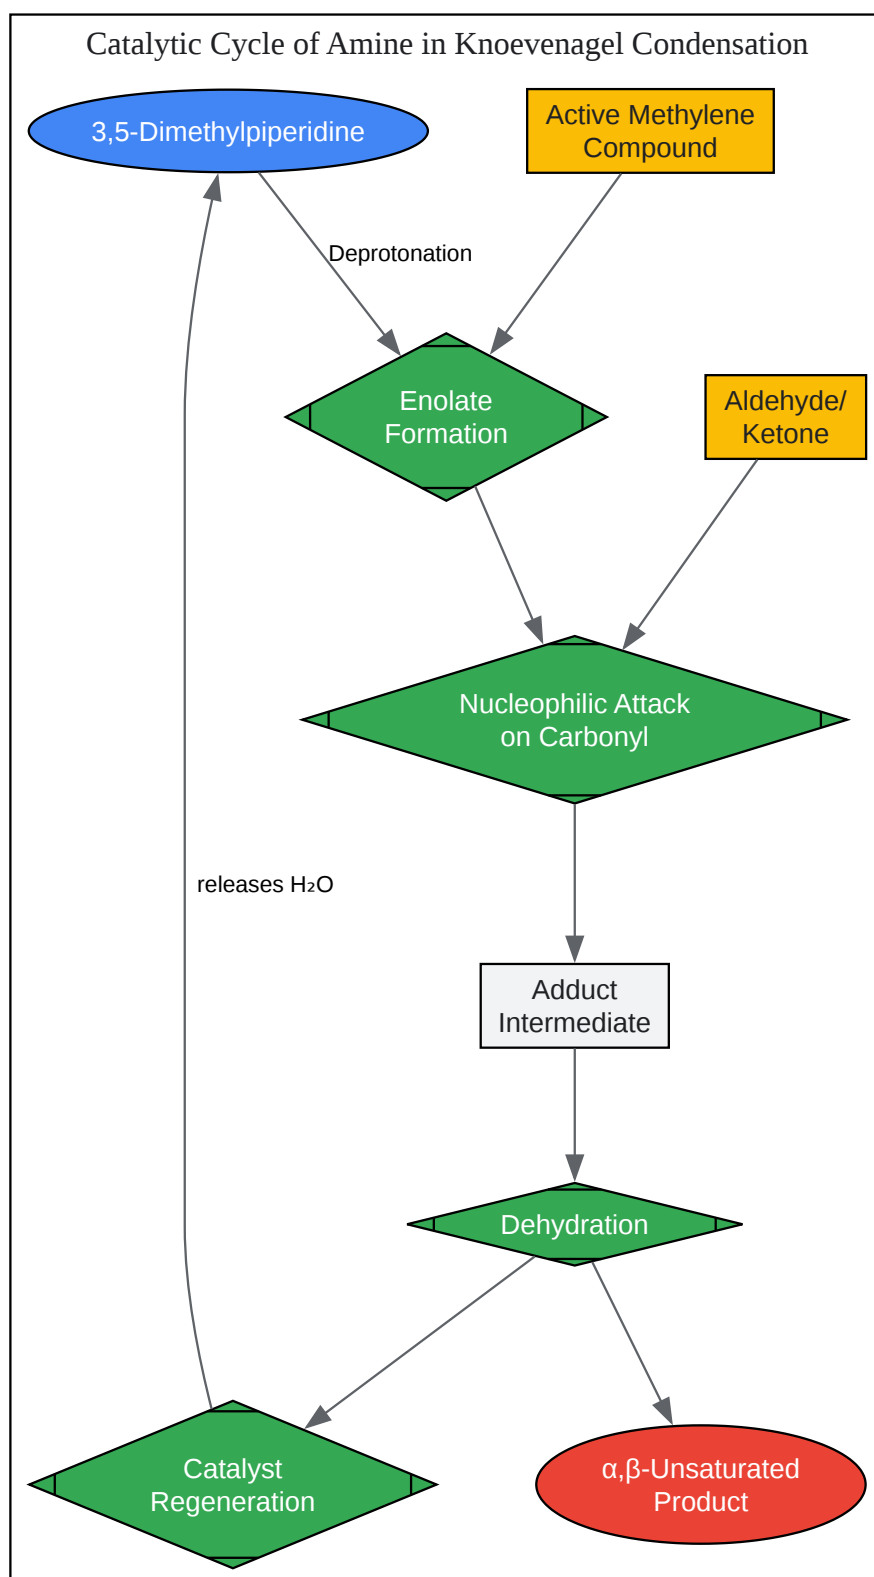 Catalytic Cycle of Amine in Knoevenagel Condensation
3,5-Dimethylpiperidine
Active Methylene
Compound
Deprotonation
Enolate
Formation
Aldehyde/
Ketone
Nucleophilic Attack
on Carbonyl
releases H₂O
Adduct
Intermediate
Dehydration
Catalyst
Regeneration
α,β-Unsaturated
Product